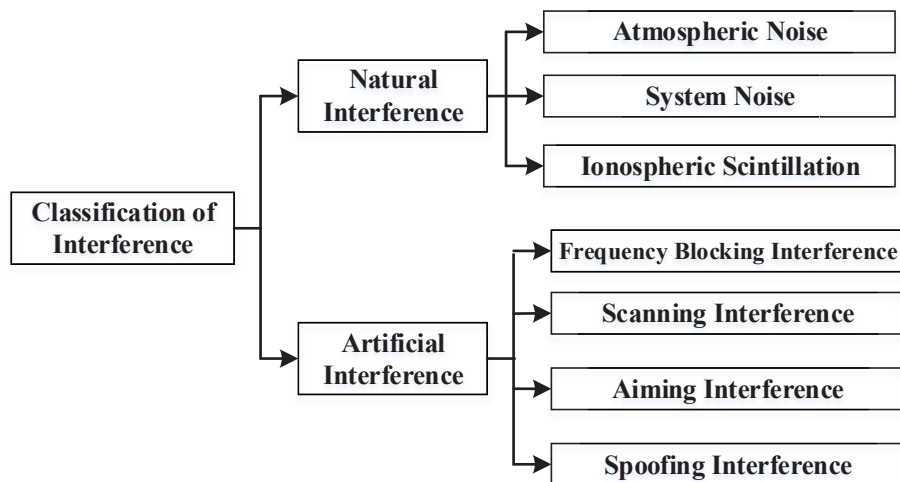 Classification of
Interference
Natural
Interference
Atmospheric Noise
System Noise
Ionospheric Scintillation
Artificial
Interference
Frequency Blocking Interference
Scanning Interference
Aiming Interference
Spoofing Interference